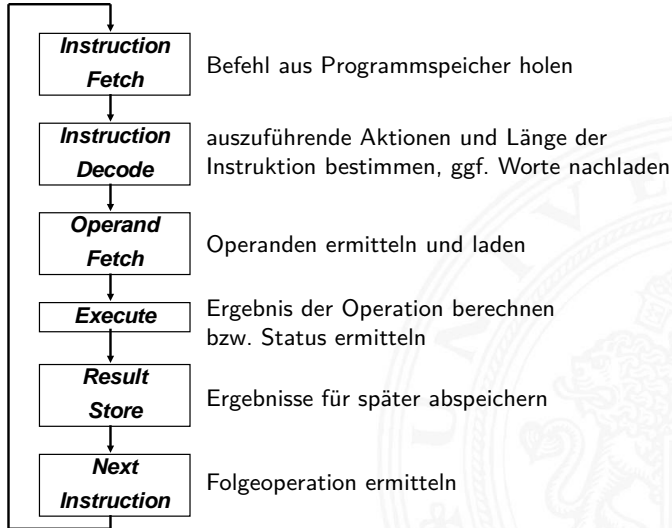 Instruction
Fetch
Befehl aus Programmspeicher holen
Instruction
Decode
auszuführende Aktionen und Länge der
Instruktion bestimmen, ggf. Worte nachladen
Operand
Fetch
Operanden ermitteln und laden
Execute
Ergebnis der Operation berechnen
bzw. Status ermitteln
Result
Store
Ergebnisse für später abspeichern
Next
Instruction
Folgeoperation ermitteln